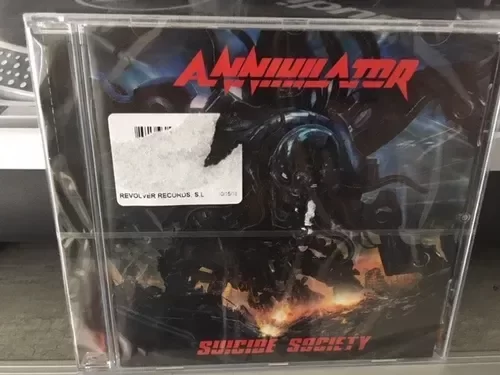 ANNIHILATOR
REVOLVER RECORDS, S.L
SUICIDE SOCIETY